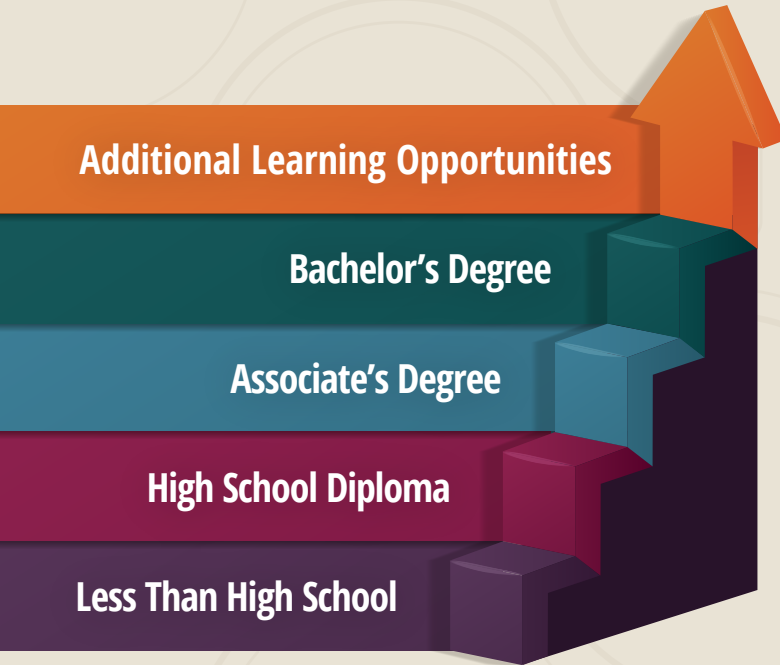 Additional Learning Opportunities
Bachelor’s Degree
Associate’s Degree
High School Diploma
Less Than High School